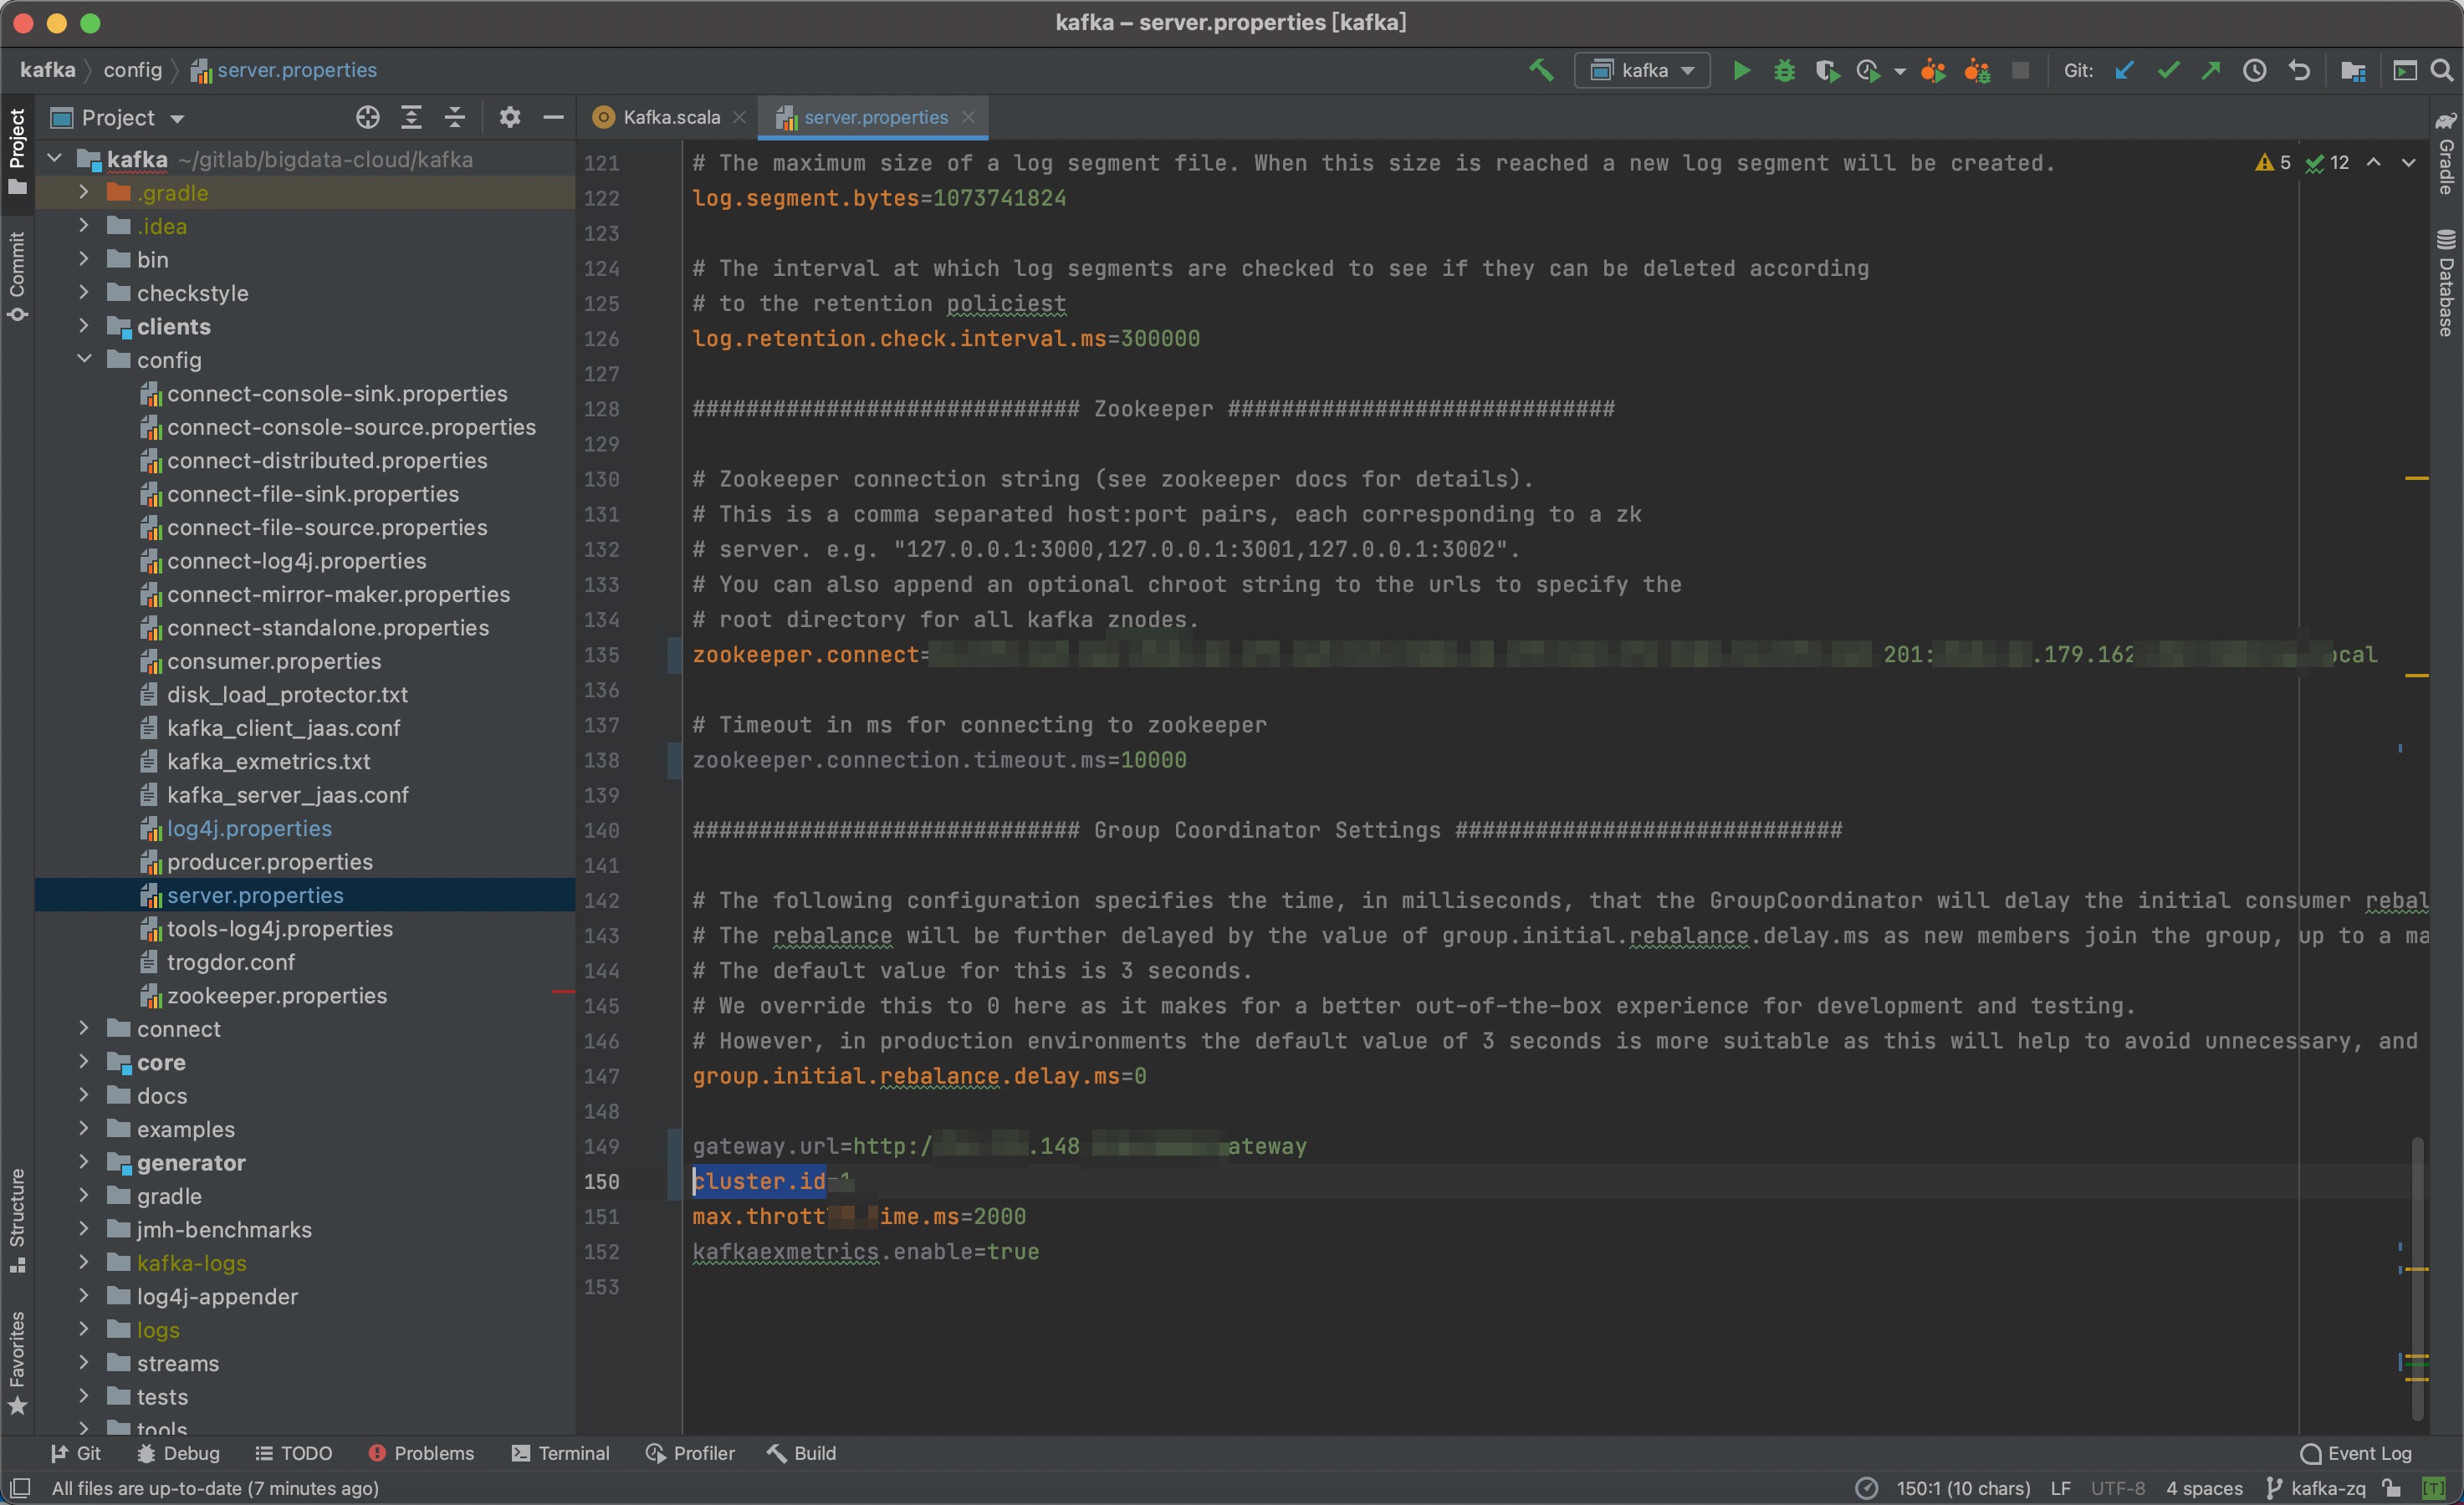 kafka – server.properties [kafka]
kafka config server.properties
kafka
Git:
Project
Kafka.scala
server.properties
Project
Commit
Structure
Favorites
kafka ~/gitlab/bigdata-cloud/kafka
.gradle
.idea
bin
checkstyle
clients
config
connect-console-sink.properties
connect-console-source.properties
connect-distributed.properties
connect-file-sink.properties
connect-file-source.properties
connect-log4j.properties
connect-mirror-maker.properties
connect-standalone.properties
consumer.properties
disk_load_protector.txt
kafka_client_jaas.conf
kafka_exmetrics.txt
kafka_server_jaas.conf
log4j.properties
producer.properties
server.properties
tools-log4j.properties
trogdor.conf
zookeeper.properties
connect
core
docs
examples
generator
gradle
jmh-benchmarks
kafka-logs
log4j-appender
logs
streams
tests
tools
121 # The maximum size of a log segment file. When this size is reached a new log segment will be created.
122 log.segment.bytes=1073741824
123
124 # The interval at which log segments are checked to see if they can be deleted according
125 # to the retention policiest
126 log.retention.check.interval.ms=300000
127
128 ############################# Zookeeper #############################
129
130 # Zookeeper connection string (see zookeeper docs for details).
131 # This is a comma separated host:port pairs, each corresponding to a zk
132 # server. e.g. "127.0.0.1:3000,127.0.0.1:3001,127.0.0.1:3002".
133 # You can also append an optional chroot string to the urls to specify the
134 # root directory for all kafka znodes.
135 zookeeper.connect= 201: .179.162 ocal
136
137 # Timeout in ms for connecting to zookeeper
138 zookeeper.connection.timeout.ms=10000
139
140 ############################# Group Coordinator Settings #############################
141
142 # The following configuration specifies the time, in milliseconds, that the GroupCoordinator will delay the initial consumer rebal
143 # The rebalance will be further delayed by the value of group.initial.rebalance.delay.ms as new members join the group, up to a ma
144 # The default value for this is 3 seconds.
145 # We override this to 0 here as it makes for a better out-of-the-box experience for development and testing.
146 # However, in production environments the default value of 3 seconds is more suitable as this will help to avoid unnecessary, and
147 group.initial.rebalance.delay.ms=0
148
149 gateway.url=http:/ .148 ateway
150 cluster.id
151 max.thrott ime.ms=2000
152 kafkaexmetrics.enable=true
153
5 12
Gradle
Database
Git Debug TODO Problems Terminal Profiler Build Event Log
All files are up-to-date (7 minutes ago) 150:1 (10 chars) LF UTF-8 4 spaces kafka-zq [T]